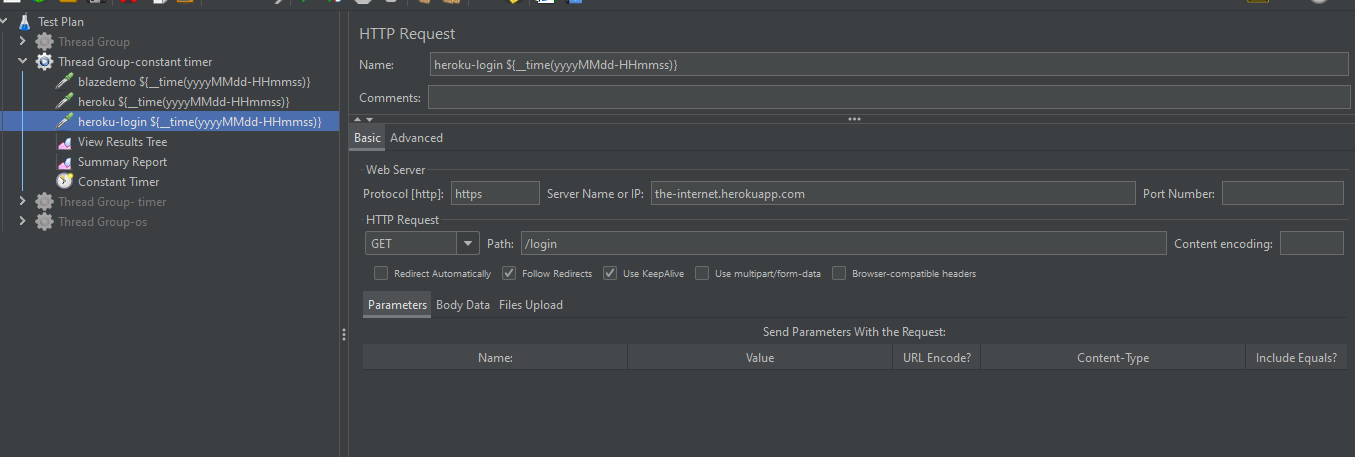 Test Plan
Thread Group
Thread Group-constant timer
blazedemo ${__time(yyyyMMdd-HHmmss)}
heroku ${__time(yyyyMMdd-HHmmss)}
heroku-login ${__time(yyyyMMdd-HHmmss)}
View Results Tree
Summary Report
Constant Timer
Thread Group- timer
Thread Group-os
HTTP Request
Name: heroku-login ${__time(yyyyMMdd-HHmmss)}
Comments:
Basic Advanced
Web Server
Protocol [http]: https Server Name or IP: the-internet.herokuapp.com Port Number:
HTTP Request
GET Path: /login Content encoding:
Redirect Automatically Follow Redirects Use KeepAlive Use multipart/form-data Browser-compatible headers
Parameters Body Data Files Upload
Send Parameters With the Request:
Name: Value URL Encode? Content-Type Include Equals?